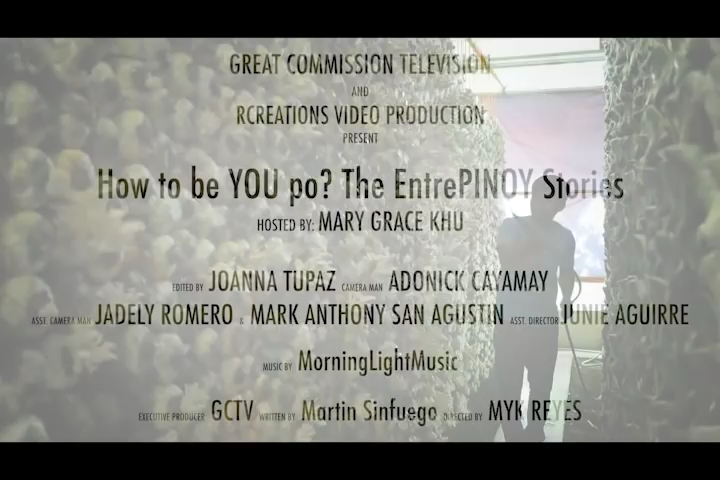 GREAT COMMISSION TELEVISION
AND
RCREATIONS VIDEO PRODUCTION
PRESENT
How to be YOU po? The EntrePINOY Stories
HOSTED BY: MARY GRACE KHU
EDITED BY JOANNA TUPAZ CAMERA MAN ADONICK CAYAMAY
ASST. CAMERA MAN JADELY ROMERO & MARK ANTHONY SAN AGUSTIN ASST. DIRECTOR JUNIE AGUIRRE
MUSIC BY MorningLightMusic
EXECUTIVE PRODUCER GCTV WRITTEN BY Martin Sinfuego DIRECTED BY MYK REYES